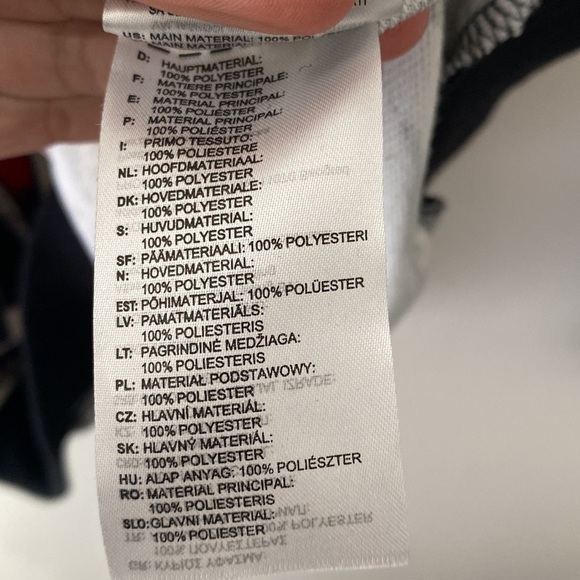 US: MAIN MATERIAL: 100%
D: HAUPTMATERIAL:
100% POLYESTER
F: MATIERE PRINCIPALE:
100% POLYESTER
E: MATERIAL PRINCIPAL:
100% POLYESTER
P: MATERIAL PRINCIPAL:
100% POLIÉSTER
I: PRIMO TESSUTO:
100% POLIESTERE
NL: HOOFDMATERIAAL:
100% POLYESTER
DK: HOVEDMATERIALE:
100% POLYESTER
S: HUVUDMATERIAL:
100% POLYESTER
SF: PÄÄMATERIAALI: 100% POLYESTERI
N: HOVEDMATERIAL:
100% POLYESTER
EST: PÕHIMATERJAL: 100% POLÜESTER
LV: PAMATMATERIĀLS:
100% POLIESTERIS
LT: PAGRINDINĖ MEDŽIAGA:
100% POLIESTERIS
PL: MATERIAŁ PODSTAWOWY:
100% POLIESTER
CZ: HLAVNÍ MATERIÁL:
100% POLYESTER
SK: HLAVNÝ MATERIÁL:
100% POLYESTER
HU: ALAP ANYAG: 100% POLIÉSZTER
RO: MATERIAL PRINCIPAL:
100% POLIESTERIS
SLO: GLAVNI MATERIAL:
100% POLIESTER